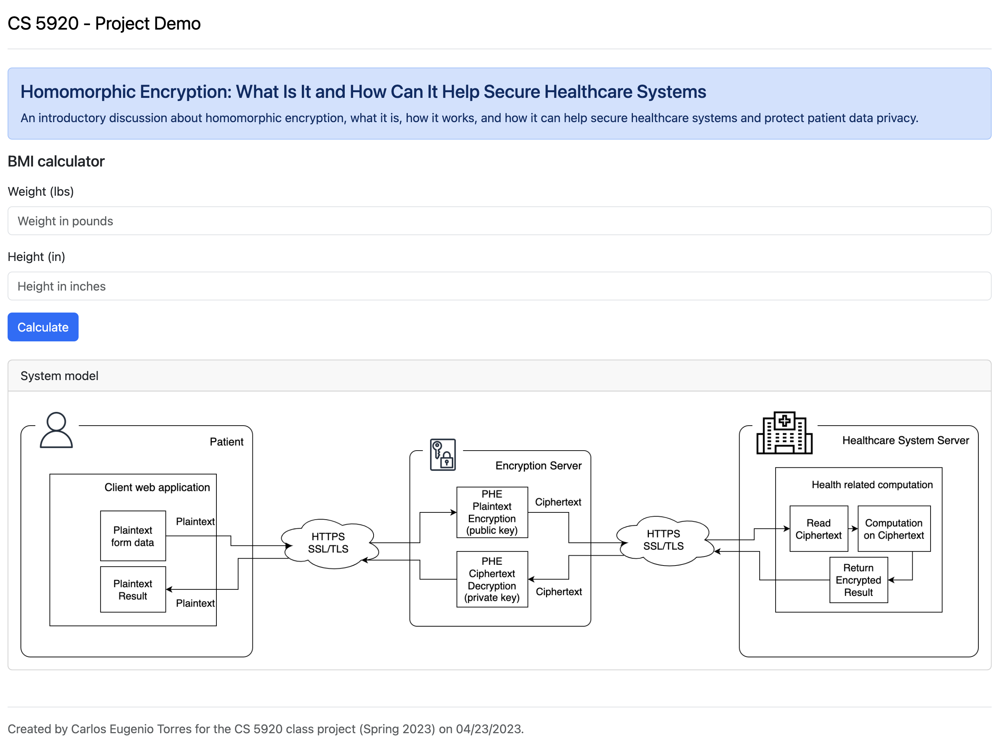 CS 5920 - Project Demo
Homomorphic Encryption: What Is It and How Can It Help Secure Healthcare Systems
An introductory discussion about homomorphic encryption, what it is, how it works, and how it can help secure healthcare systems and protect patient data privacy.
BMI calculator
Weight (lbs)
Weight in pounds
Height (in)
Height in inches
Calculate
System model
Patient
Client web application
Plaintext
form data
Plaintext
Plaintext
Result
Plaintext
HTTPS
SSL/TLS
Encryption Server
PHE
Plaintext
Encryption
(public key)
Ciphertext
PHE
Ciphertext
Decryption
(private key)
Ciphertext
HTTPS
SSL/TLS
Healthcare System Server
Health related computation
Read
Ciphertext
Computation
on Ciphertext
Return
Encrypted
Result
Created by Carlos Eugenio Torres for the CS 5920 class project (Spring 2023) on 04/23/2023.